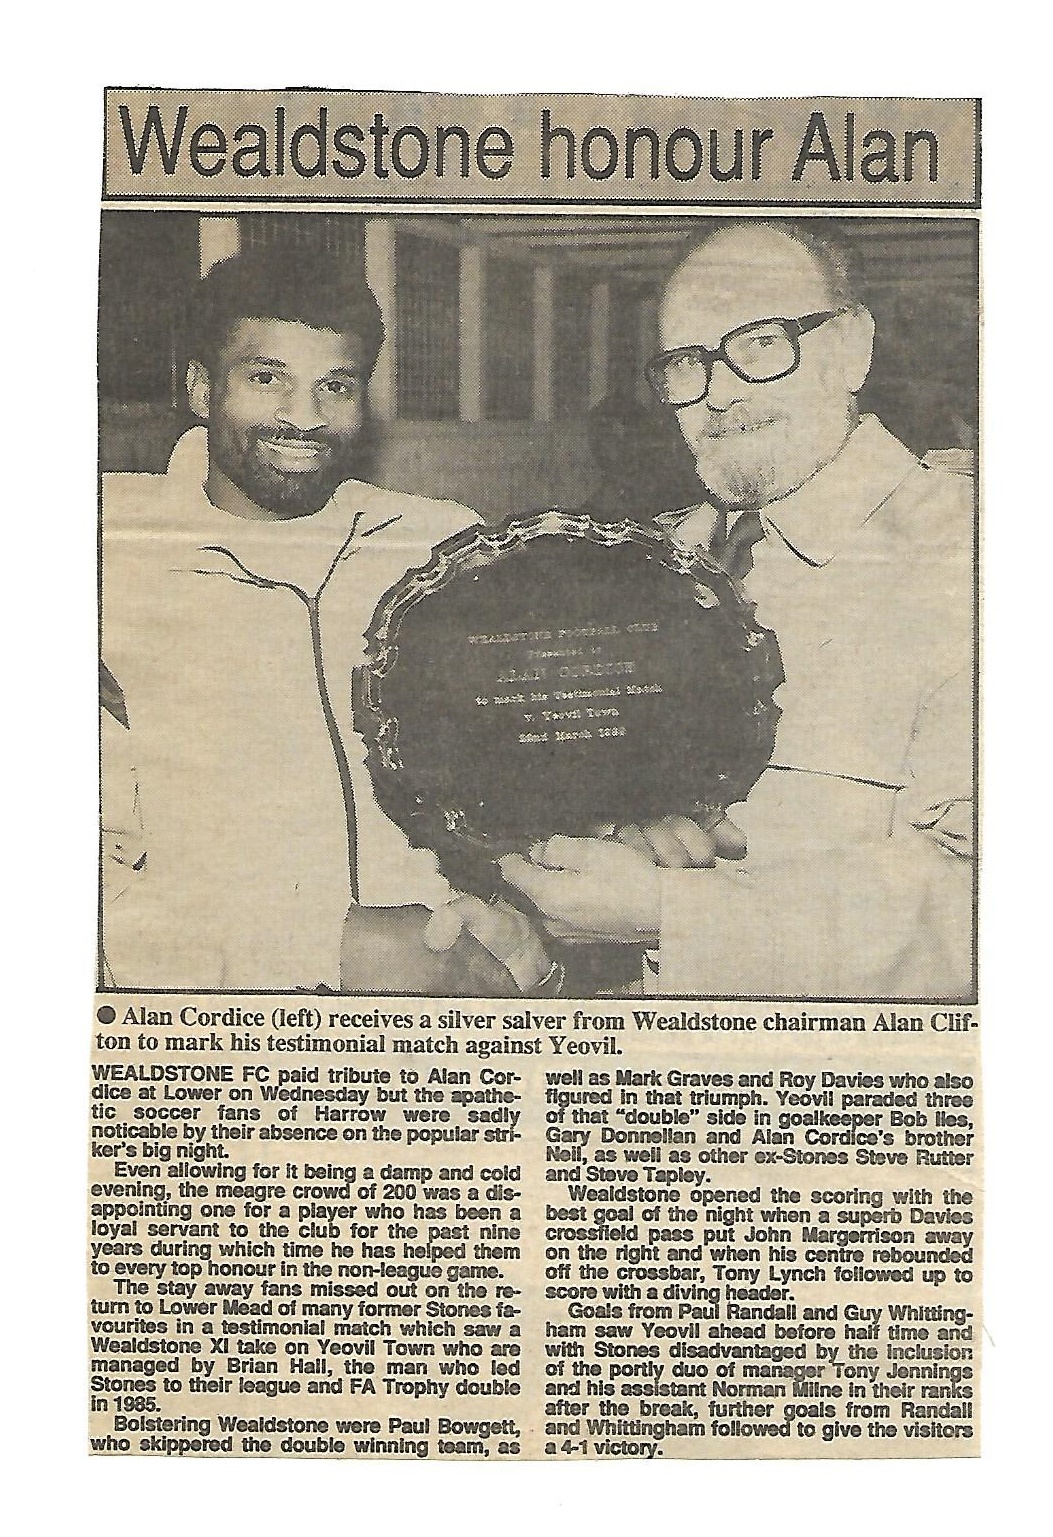 Wealdstone honour Alan
WEALDSTONE FOOTBALL CLUB
Presented to
ALAN CORDICE
to mark his Testimonial Match
v. Yeovil Town
22nd March
● Alan Cordice (left) receives a silver salver from Wealdstone chairman Alan Clif-
ton to mark his testimonial match against Yeovil.
WEALDSTONE FC paid tribute to Alan Cor-
dice at Lower on Wednesday but the apathe-
tic soccer fans of Harrow were sadly
noticable by their absence on the popular stri-
ker's big night.
Even allowing for it being a damp and cold
evening, the meagre crowd of 200 was a dis-
appointing one for a player who has been a
loyal servant to the club for the past nine
years during which time he has helped them
to every top honour in the non-league game.
The stay away fans missed out on the re-
turn to Lower Mead of many former Stones fa-
vourites in a testimonial match which saw a
Wealdstone XI take on Yeovil Town who are
managed by Brian Hall, the man who led
Stones to their league and FA Trophy double
in 1985.
Bolstering Wealdstone were Paul Bowgett,
who skippered the double winning team, as
well as Mark Graves and Roy Davies who also
figured in that triumph. Yeovil paraded three
of that "double" side in goalkeeper Bob Iles,
Gary Donnellan and Alan Cordice's brother
Neil, as well as other ex-Stones Steve Rutter
and Steve Tapley.
Wealdstone opened the scoring with the
best goal of the night when a superb Davies
crossfield pass put John Margerrison away
on the right and when his centre rebounded
off the crossbar, Tony Lynch followed up to
score with a diving header.
Goals from Paul Randall and Guy Whitting-
ham saw Yeovil ahead before half time and
with Stones disadvantaged by the inclusion
of the portly duo of manager Tony Jennings
and his assistant Norman Milne in their ranks
after the break, further goals from Randall
and Whittingham followed to give the visitors
a 4-1 victory.